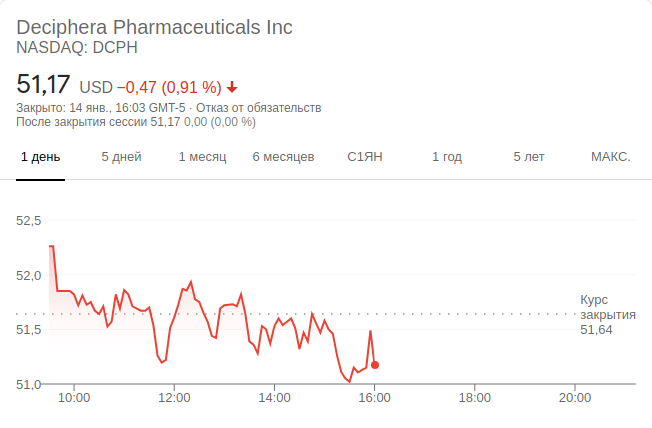 Deciphera Pharmaceuticals Inc
NASDAQ: DCPH
51,17 USD −0,47 (0,91 %)
Закрыто: 14 янв., 16:03 GMT-5 · Отказ от обязательств
После закрытия сессии 51,17 0,00 (0,00 %)
1 день 5 дней 1 месяц 6 месяцев С1ЯН 1 год 5 лет МАКС.
52,5
52,0
Курс
закрытия
51,5
51,64
51,0
10:00 12:00 14:00 16:00 18:00 20:00